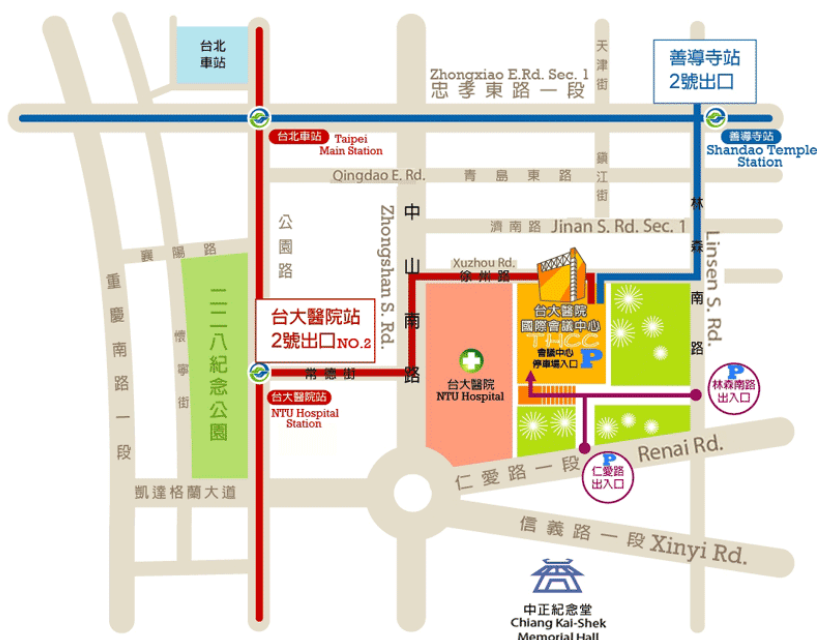 台北
車站
Zhongxiao E.Rd. Sec. 1
忠孝東路一段
天津街
善導寺站
2號出口
台北車站
Taipei
Main Station
善導寺站
Shandao Temple
Station
Qingdao E. Rd.
青島東路
鎮江街
濟南路
Jinan S. Rd. Sec. 1
林森南路
Linsen S. Rd.
公園路
中山南路
Zhongshan S. Rd.
襄陽路
Xuzhou Rd.
徐州路
重慶南路一段
懷寧街
二二八紀念公園
台大醫院站
2號出口NO.2
常德街
台大醫院站
NTU Hospital
Station
台大醫院
NTU Hospital
台大醫院
國際會議中心
THCC
會議中心
停車場入口
P
P
林森南路
出入口
P
仁愛路
出入口
仁愛路一段
Renai Rd.
凱達格蘭大道
信義路一段
Xinyi Rd.
中正紀念堂
Chiang Kai-Shek
Memorial Hall